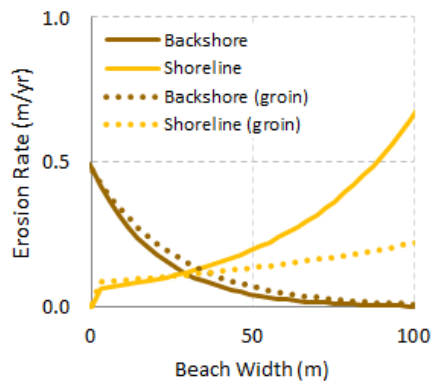 1.0
Backshore
Shoreline
Backshore (groin)
Shoreline (groin)
0.5
0.0
0
50
100
Erosion Rate (m/yr)
Beach Width (m)